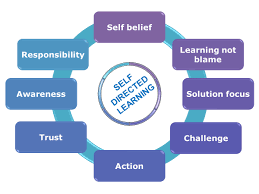 Self belief
Responsibility
Learning not
blame
Awareness
SELF
DIRECTED
LEARNING
Solution focus
Trust
Challenge
Action